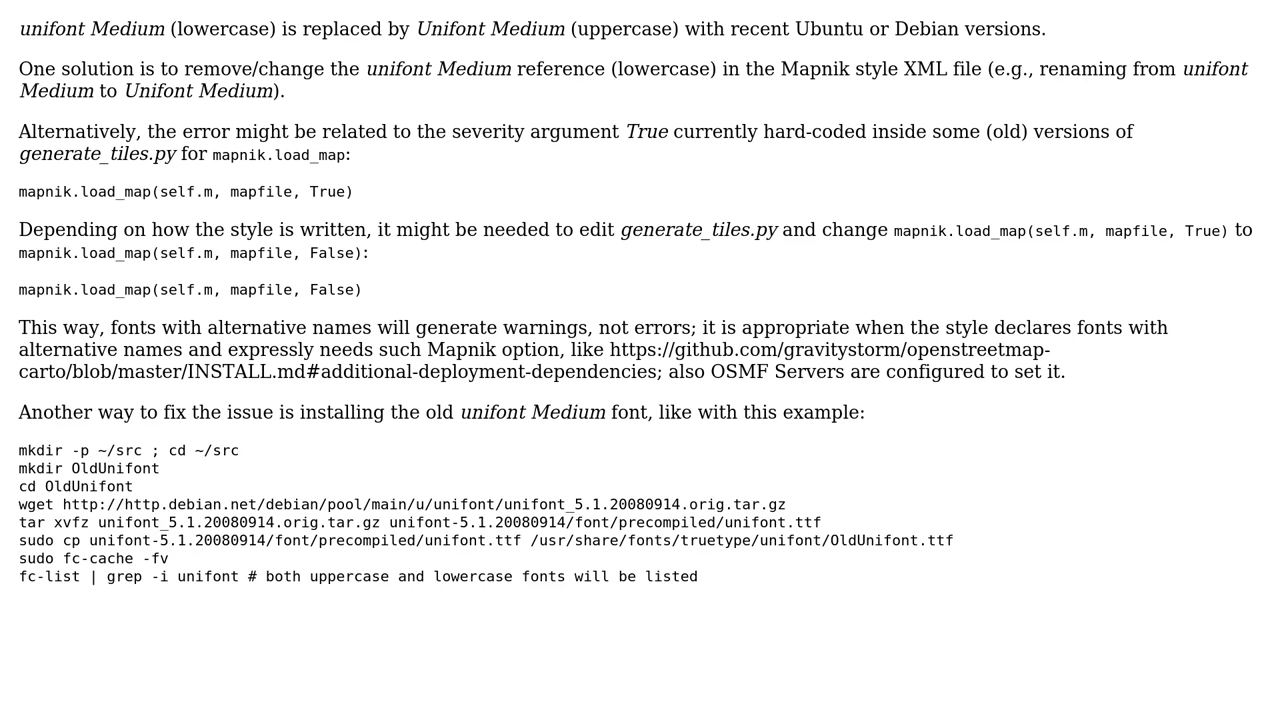 unifont Medium (lowercase) is replaced by Unifont Medium (uppercase) with recent Ubuntu or Debian versions.
One solution is to remove/change the unifont Medium reference (lowercase) in the Mapnik style XML file (e.g., renaming from unifont
Medium to Unifont Medium).
Alternatively, the error might be related to the severity argument True currently hard-coded inside some (old) versions of
generate_tiles.py for mapnik.load_map:
mapnik.load_map(self.m, mapfile, True)
Depending on how the style is written, it might be needed to edit generate_tiles.py and change mapnik.load_map(self.m, mapfile, True) to
mapnik.load_map(self.m, mapfile, False):
mapnik.load_map(self.m, mapfile, False)
This way, fonts with alternative names will generate warnings, not errors; it is appropriate when the style declares fonts with
alternative names and expressly needs such Mapnik option, like https://github.com/gravitystorm/openstreetmap-
carto/blob/master/INSTALL.md#additional-deployment-dependencies; also OSMF Servers are configured to set it.
Another way to fix the issue is installing the old unifont Medium font, like with this example:
mkdir -p ~/src ; cd ~/src
mkdir OldUnifont
cd OldUnifont
wget http://http.debian.net/debian/pool/main/u/unifont/unifont_5.1.20080914.orig.tar.gz
tar xvfz unifont_5.1.20080914.orig.tar.gz unifont-5.1.20080914/font/precompiled/unifont.ttf
sudo cp unifont-5.1.20080914/font/precompiled/unifont.ttf /usr/share/fonts/truetype/unifont/OldUnifont.ttf
sudo fc-cache -fv
fc-list | grep -i unifont # both uppercase and lowercase fonts will be listed